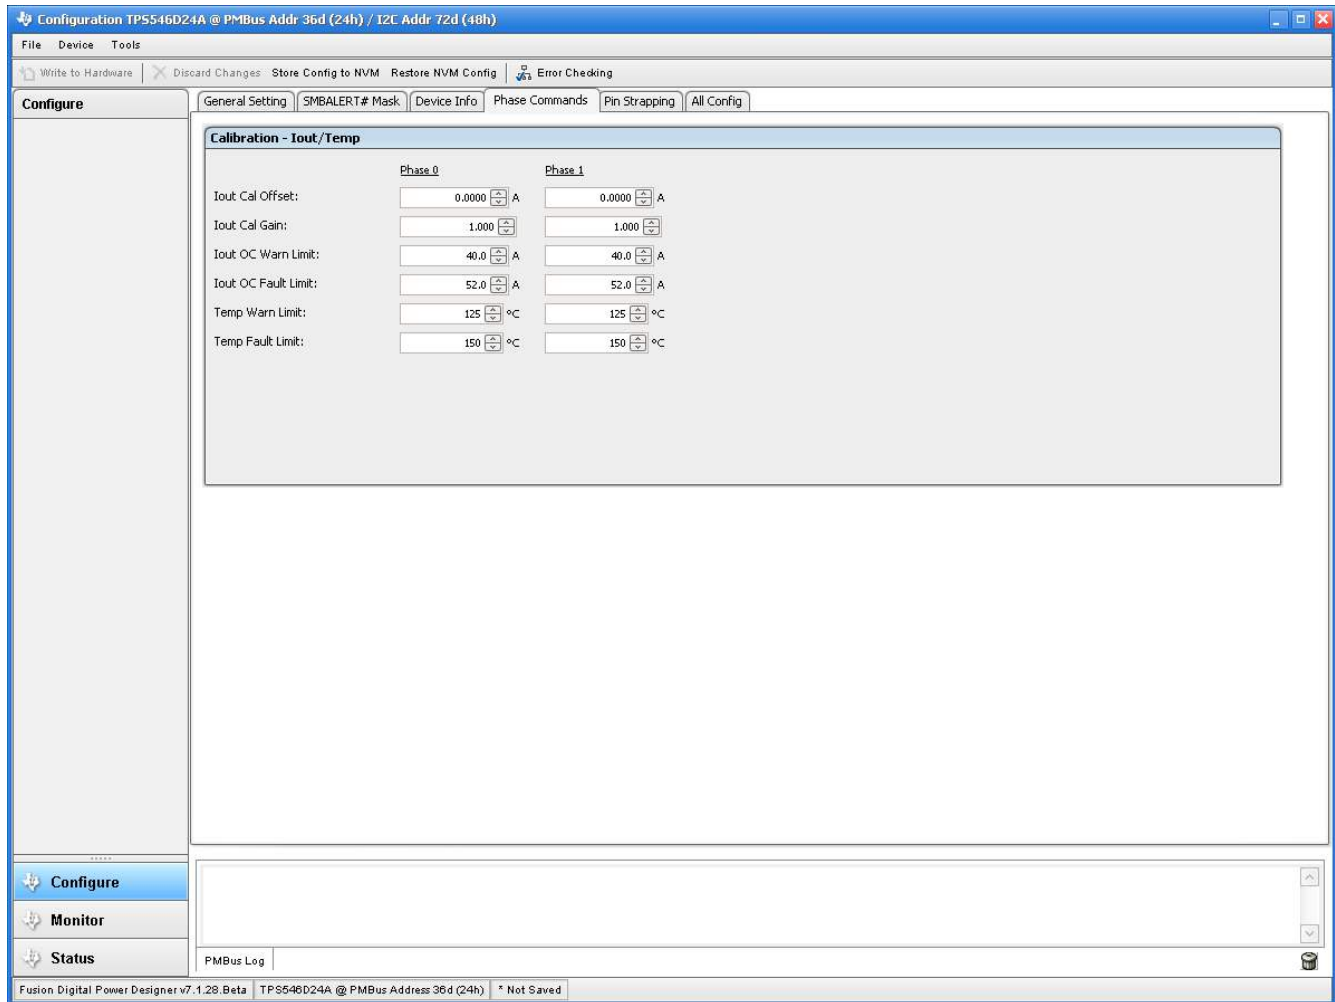 Configuration TPS546D24A @ PMBus Addr 36d (24h) / I2C Addr 72d (48h)
File Device Tools
Write to Hardware Discard Changes Store Config to NVM Restore NVM Config Error Checking
Configure
General Setting SMBALERT# Mask Device Info Phase Commands Pin Strapping All Config
Calibration - Iout/Temp
Phase 0 Phase 1
Iout Cal Offset: 0.0000 A 0.0000 A
Iout Cal Gain: 1.000 1.000
Iout OC Warn Limit: 40.0 A 40.0 A
Iout OC Fault Limit: 52.0 A 52.0 A
Temp Warn Limit: 125 ºC 125 ºC
Temp Fault Limit: 150 ºC 150 ºC
Configure
Monitor
Status
PMBus Log
Fusion Digital Power Designer v7.1.28.Beta TPS546D24A @ PMBus Address 36d (24h) * Not Saved